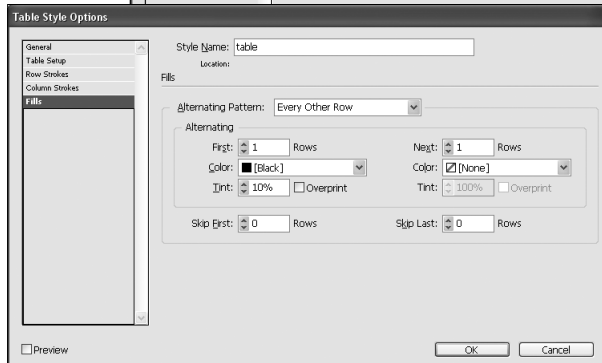 Table Style Options
General
Table Setup
Row Strokes
Column Strokes
Fills
Style Name: table
Location:
Fills
Alternating Pattern: Every Other Row
Alternating
First: 1 Rows Next: 1 Rows
Color: [Black] Color: [None]
Tint: 10% Overprint Tint: 100% Overprint
Skip First: 0 Rows Skip Last: 0 Rows
Preview OK Cancel